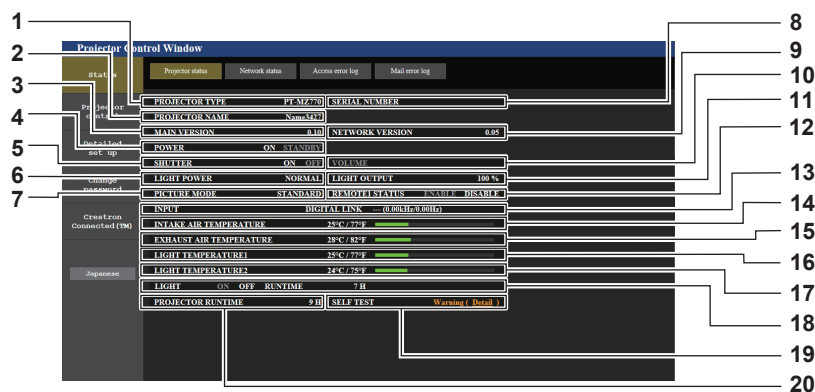 1
2
3
4
5
6
7
8
9
10
11
12
13
14
15
16
17
18
19
20
Projector Control Window
Status
Projector control
Detailed set up
Change password
Crestron Connected(TM)
Japanese
Projector status Network status Access error log Mail error log
PROJECTOR TYPE PT-MZ770 SERIAL NUMBER
PROJECTOR NAME Name3427
MAIN VERSION 0.10 NETWORK VERSION 0.05
POWER ON STANDBY
SHUTTER ON OFF VOLUME
LIGHT POWER NORMAL LIGHT OUTPUT 100 %
PICTURE MODE STANDARD REMOTE1 STATUS ENABLE DISABLE
INPUT DIGITAL LINK --- (0.00kHz/0.00Hz)
INTAKE AIR TEMPERATURE 25°C / 77°F
EXHAUST AIR TEMPERATURE 28°C / 82°F
LIGHT TEMPERATURE1 25°C / 77°F
LIGHT TEMPERATURE2 24°C / 75°F
LIGHT ON OFF RUNTIME 7 H
PROJECTOR RUNTIME 9 H SELF TEST Warning ( Detail )